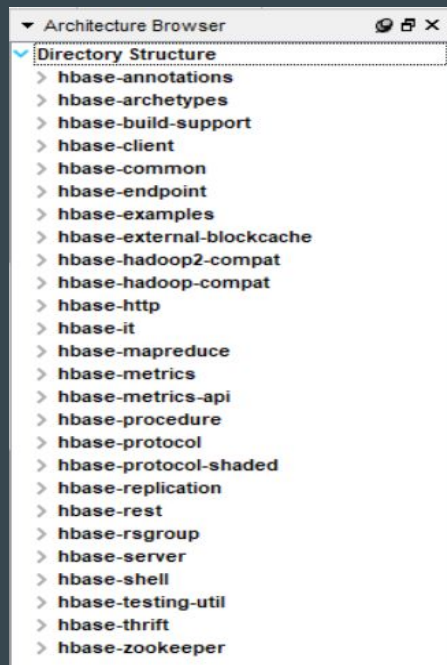 Architecture Browser
Directory Structure
hbase-annotations
hbase-archetypes
hbase-build-support
hbase-client
hbase-common
hbase-endpoint
hbase-examples
hbase-external-blockcache
hbase-hadoop2-compat
hbase-hadoop-compat
hbase-http
hbase-it
hbase-mapreduce
hbase-metrics
hbase-metrics-api
hbase-procedure
hbase-protocol
hbase-protocol-shaded
hbase-replication
hbase-rest
hbase-rsgroup
hbase-server
hbase-shell
hbase-testing-util
hbase-thrift
hbase-zookeeper